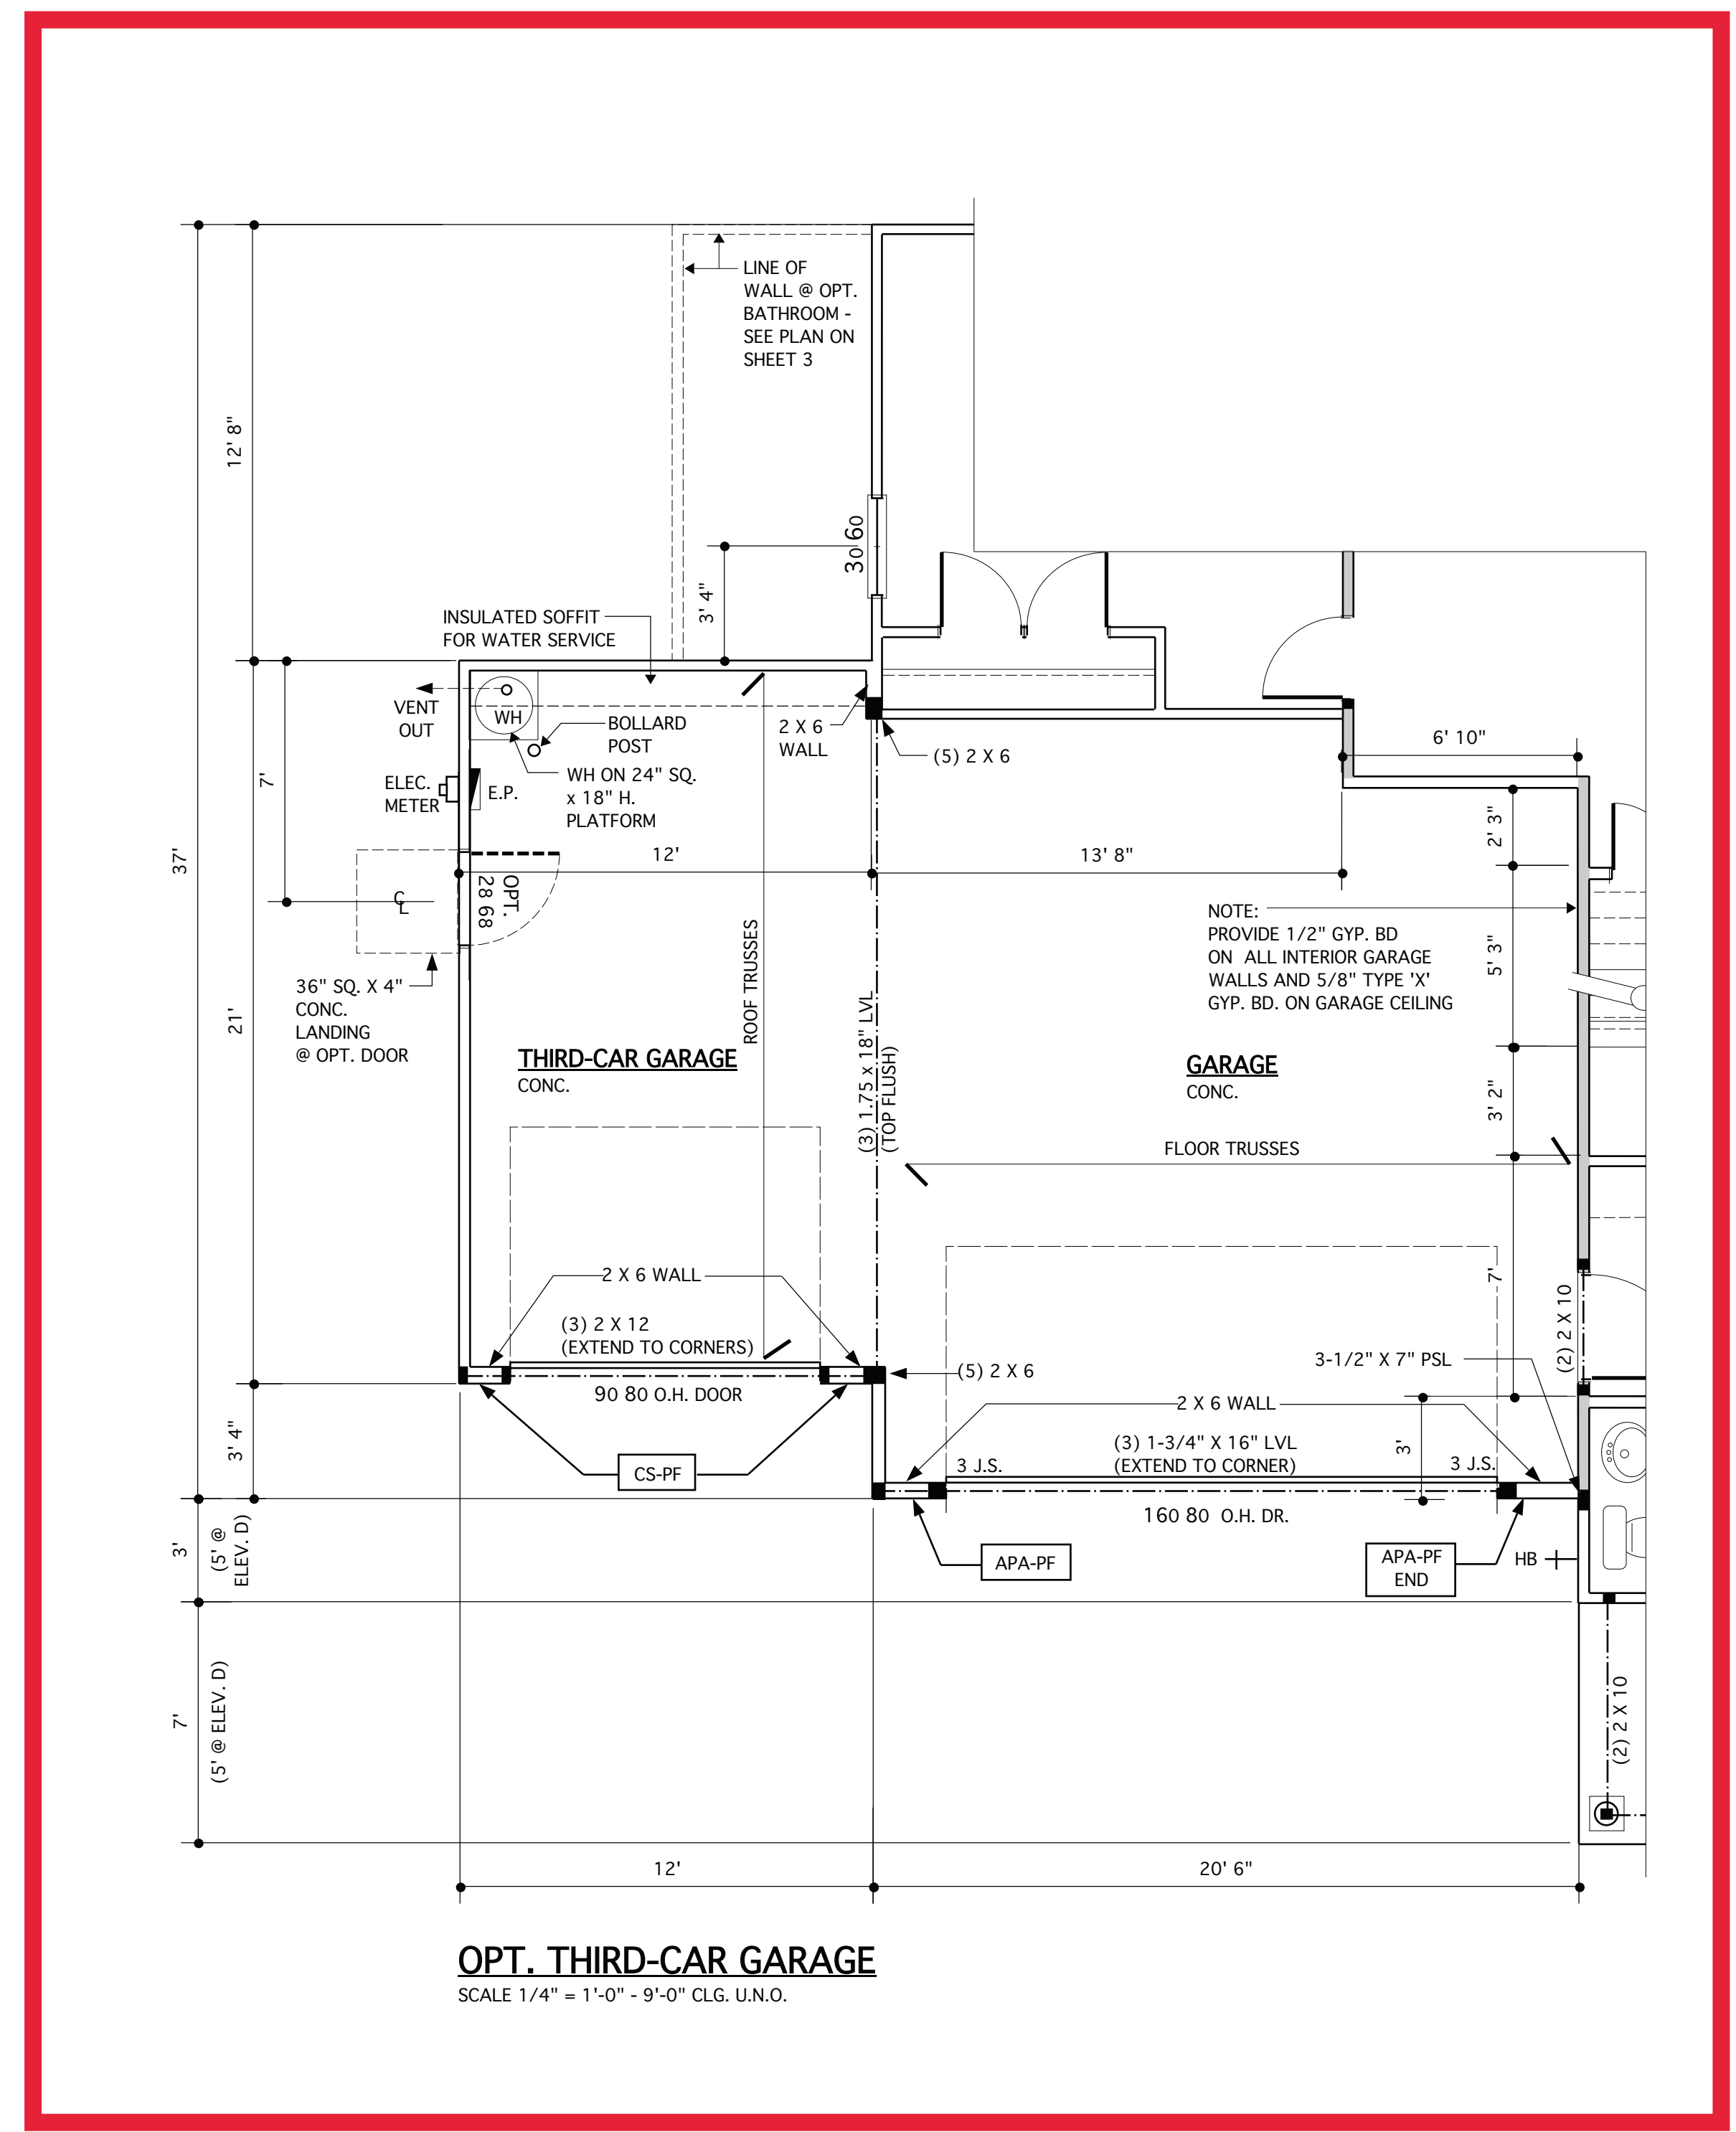 LINE OF
WALL @ OPT.
BATHROOM -
SEE PLAN ON
SHEET 3
12' 8"
30 60
3' 4"
INSULATED SOFFIT
FOR WATER SERVICE
VENT
OUT
WH
BOLLARD
POST
2 X 6
WALL
(5) 2 X 6
6' 10"
7'
ELEC.
METER
E.P.
WH ON 24" SQ.
x 18" H.
PLATFORM
2' 3"
37'
12'
13' 8"
C
L
OPT.
28 68
NOTE:
PROVIDE 1/2" GYP. BD
ON ALL INTERIOR GARAGE
WALLS AND 5/8" TYPE 'X'
GYP. BD. ON GARAGE CEILING
5' 3"
36" SQ. X 4"
CONC.
LANDING
@ OPT. DOOR
21'
ROOF TRUSSES
(3) 1.75 x 18" LVL
(TOP FLUSH)
THIRD-CAR GARAGE
CONC.
GARAGE
CONC.
3' 2"
FLOOR TRUSSES
2 X 6 WALL
7'
(3) 2 X 12
(EXTEND TO CORNERS)
(2) 2 X 10
3-1/2" X 7" PSL
(5) 2 X 6
90 80 O.H. DOOR
2 X 6 WALL
3' 4"
3'
(3) 1-3/4" X 16" LVL
(EXTEND TO CORNER)
3 J.S.
3 J.S.
CS-PF
160 80 O.H. DR.
3'
(5' @
ELEV. D)
APA-PF
APA-PF
END
HB
7'
(5' @ ELEV. D)
(2) 2 X 10
12'
20' 6"
OPT. THIRD-CAR GARAGE
SCALE 1/4" = 1'-0" - 9'-0" CLG. U.N.O.